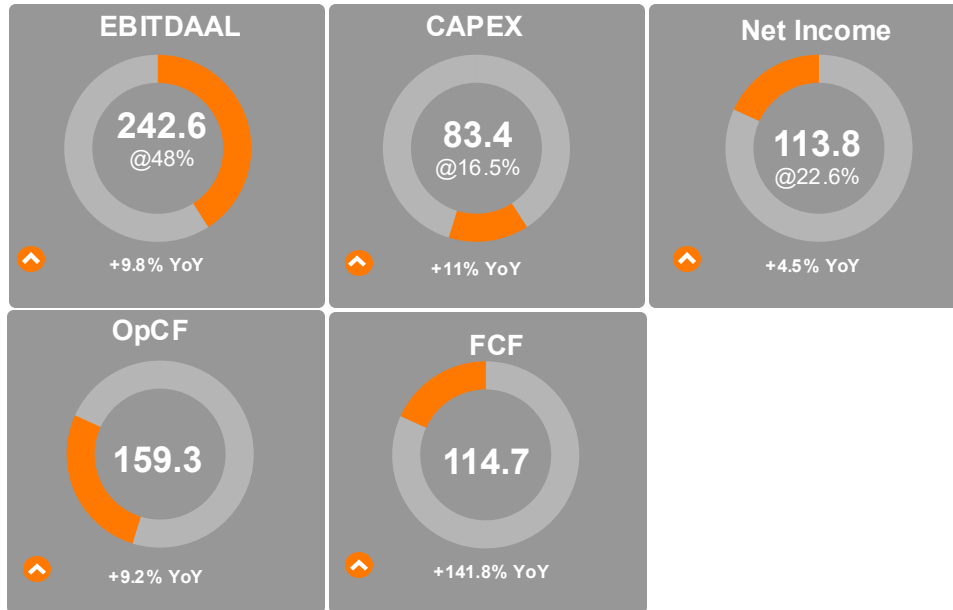 EBITDAAL
242.6
@48%
+9.8% YoY
CAPEX
83.4
@16.5%
+11% YoY
Net Income
113.8
@22.6%
+4.5% YoY
OpCF
159.3
+9.2% YoY
FCF
114.7
+141.8% YoY